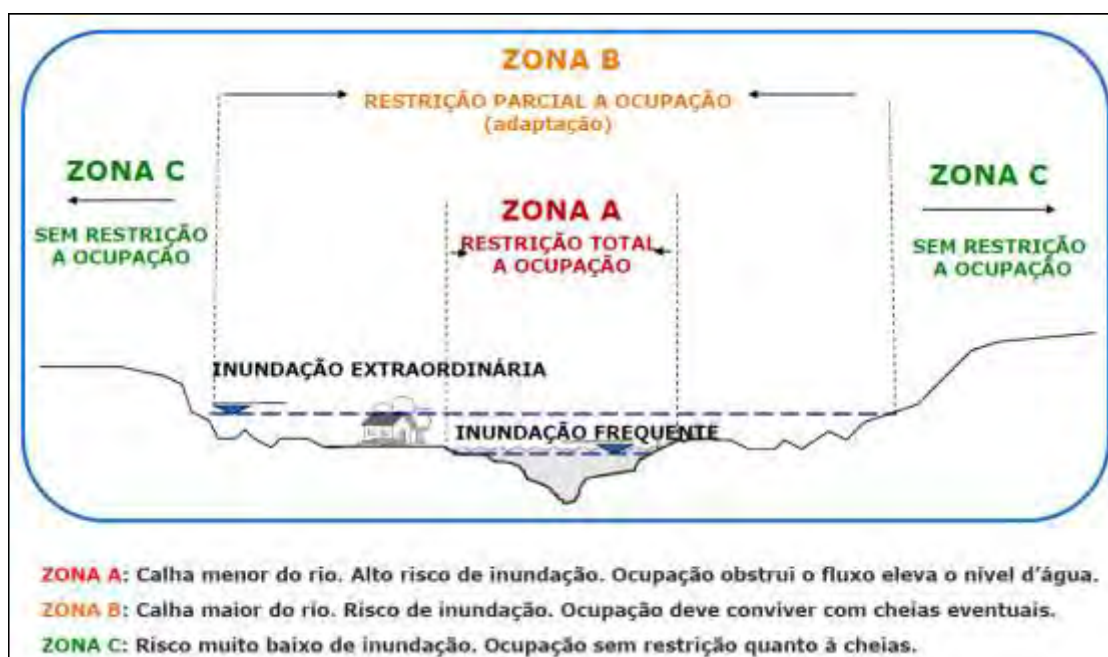 ZONA B
RESTRIÇÃO PARCIAL A OCUPAÇÃO
(adaptação)
ZONA C
SEM RESTRIÇÃO
A OCUPAÇÃO
ZONA A
RESTRIÇÃO TOTAL
A OCUPAÇÃO
ZONA C
SEM RESTRIÇÃO
A OCUPAÇÃO
INUNDAÇÃO EXTRAORDINÁRIA
INUNDAÇÃO FREQUENTE
ZONA A: Calha menor do rio. Alto risco de inundação. Ocupação obstrui o fluxo eleva o nível d'água.
ZONA B: Calha maior do rio. Risco de inundação. Ocupação deve conviver com cheias eventuais.
ZONA C: Risco muito baixo de inundação. Ocupação sem restrição quanto à cheias.